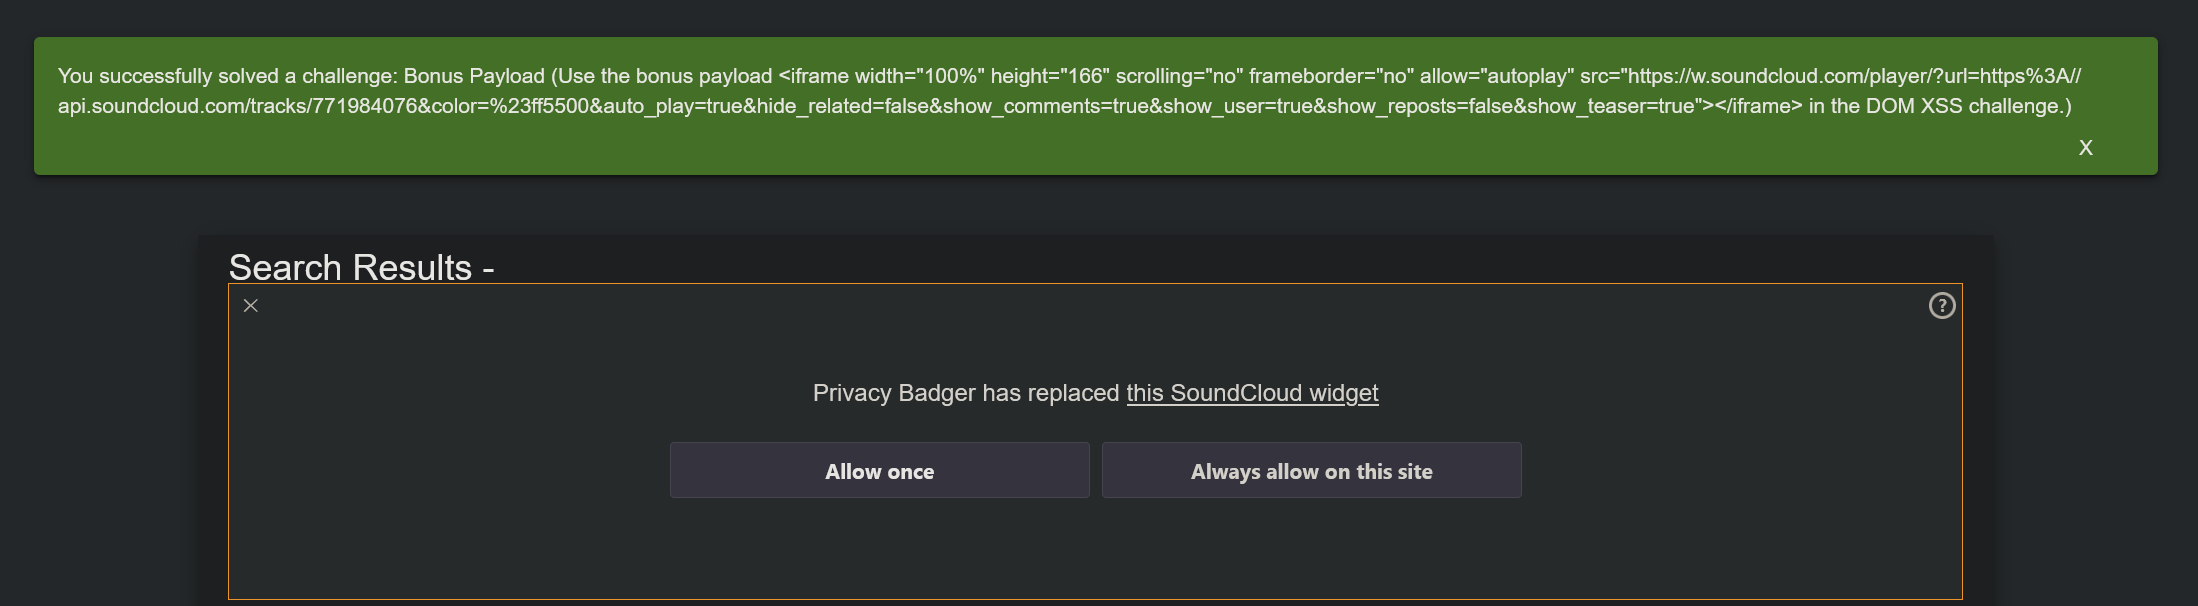 You successfully solved a challenge: Bonus Payload (Use the bonus payload <iframe width="100%" height="166" scrolling="no" frameborder="no" allow="autoplay" src="https://w.soundcloud.com/player/?url=https%3A//
api.soundcloud.com/tracks/771984076&color=%23ff5500&auto_play=true&hide_related=false&show_comments=true&show_user=true&show_reposts=false&show_teaser=true"></iframe> in the DOM XSS challenge.)
X
Search Results -
?
Privacy Badger has replaced this SoundCloud widget
Allow once Always allow on this site